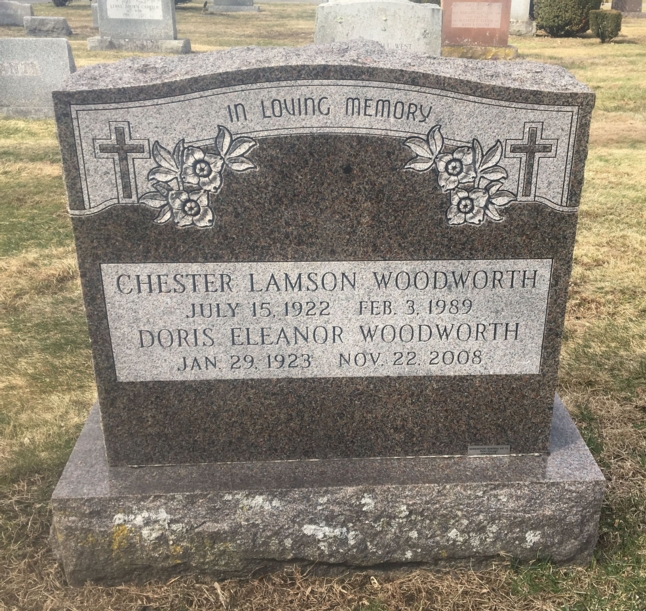 IN LOVING MEMORY
CHESTER LAMSON WOODWORTH
JULY 15, 1922 FEB. 3, 1989
DORIS ELEANOR WOODWORTH
JAN. 29, 1923 NOV. 22, 2008